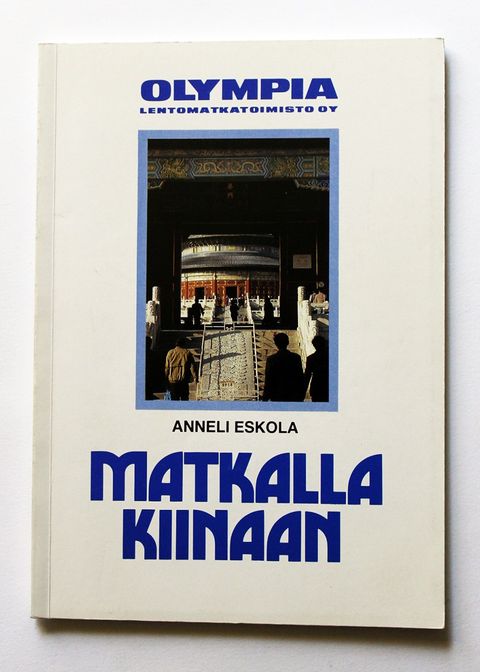 OLYMPIA
LENTOMATKATOIMISTO OY
ANNELI ESKOLA
MATKALLA
KIINAAN